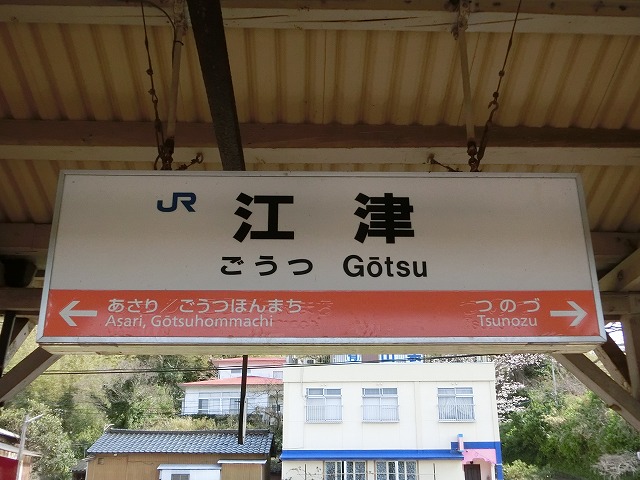 JR 江津
ごうつ Gōtsu
← あさり／ごうつほんまち つのづ →
Asari, Gōtsuhommachi Tsunozu